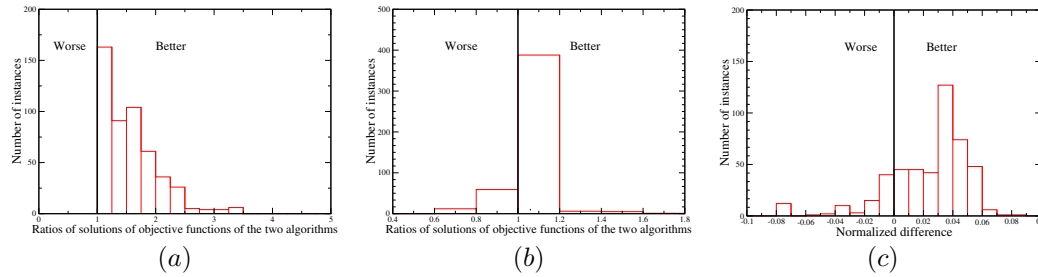 200
150
100
50
0
0 1 2 3 4 5
Worse Better
Number of instances
Ratios of solutions of objective functions of the two algorithms
(a)
500
400
300
200
100
0
0.4 0.6 0.8 1 1.2 1.4 1.6 1.8
Worse Better
Number of instances
Ratios of solutions of objective functions of the two algorithms
(b)
200
150
100
50
0
-0.1 -0.08 -0.06 -0.04 -0.02 0 0.02 0.04 0.06 0.08
Worse Better
Number of instances
Normalized difference
(c)